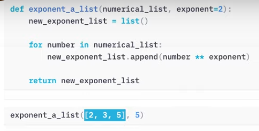 def exponent_a_list(numerical_list, exponent=2):
    new_exponent_list = list()
    for number in numerical_list:
        new_exponent_list.append(number ** exponent)
    return new_exponent_list
exponent_a_list([2, 3, 5], 5)